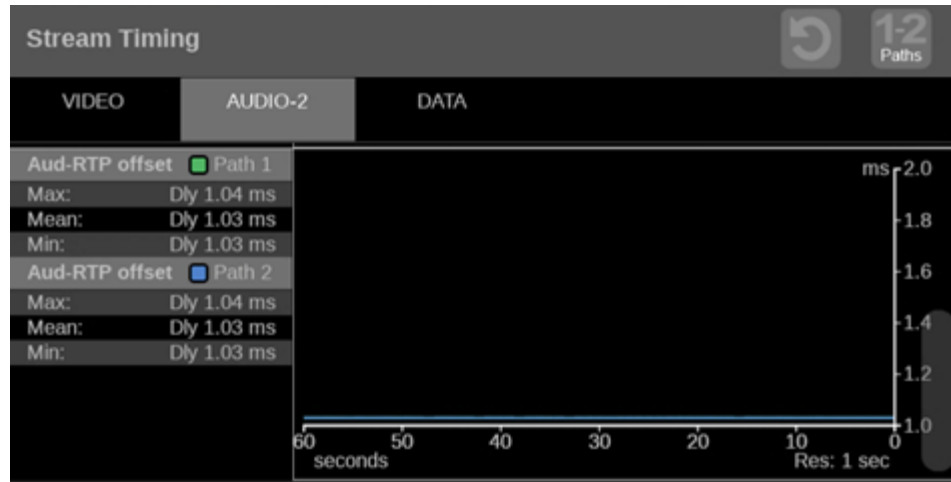 Stream Timing
1-2
Paths
VIDEO AUDIO-2 DATA
Aud-RTP offset Path 1
Max: Dly 1.04 ms
Mean: Dly 1.03 ms
Min: Dly 1.03 ms
Aud-RTP offset Path 2
Max: Dly 1.04 ms
Mean: Dly 1.03 ms
Min: Dly 1.03 ms
ms 2.0
1.8
1.6
1.4
1.2
1.0
60 50 40 30 20 10 0
seconds Res: 1 sec